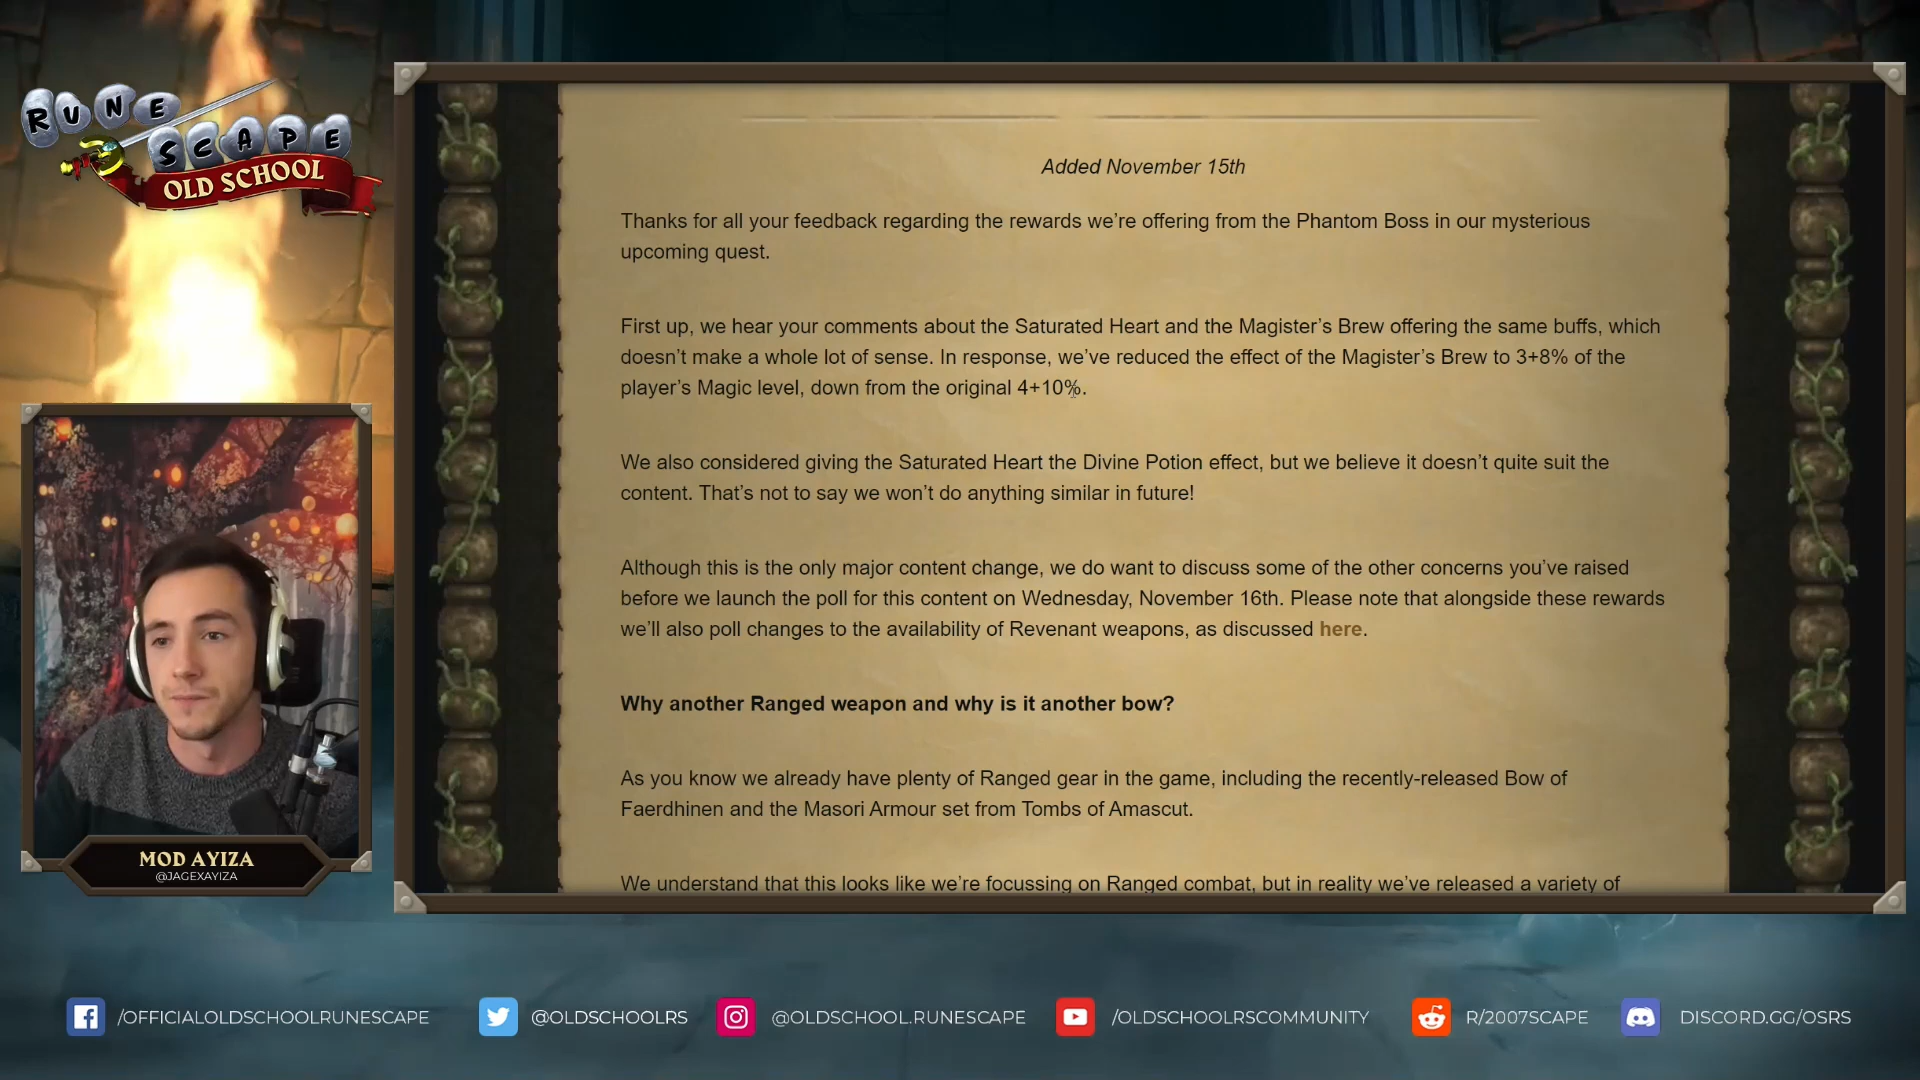 RUNE
SCAPE
OLD SCHOOL
Added November 15th
Thanks for all your feedback regarding the rewards we’re offering from the Phantom Boss in our mysterious
upcoming quest.
First up, we hear your comments about the Saturated Heart and the Magister’s Brew offering the same buffs, which
doesn’t make a whole lot of sense. In response, we’ve reduced the effect of the Magister’s Brew to 3+8% of the
player’s Magic level, down from the original 4+10%.
We also considered giving the Saturated Heart the Divine Potion effect, but we believe it doesn’t quite suit the
content. That’s not to say we won’t do anything similar in future!
Although this is the only major content change, we do want to discuss some of the other concerns you’ve raised
before we launch the poll for this content on Wednesday, November 16th. Please note that alongside these rewards
we’ll also poll changes to the availability of Revenant weapons, as discussed here.
Why another Ranged weapon and why is it another bow?
As you know we already have plenty of Ranged gear in the game, including the recently-released Bow of
Faerdhinen and the Masori Armour set from Tombs of Amascut.
We understand that this looks like we’re focussing on Ranged combat, but in reality we’ve released a variety of
MOD AYIZA
@JAGEXAYIZA
/OFFICIALOLDSCHOOLRUNESCAPE
@OLDSCHOOLRS
@OLDSCHOOL.RUNESCAPE
/OLDSCHOOLRSCOMMUNITY
R/2007SCAPE
DISCORD.GG/OSRS